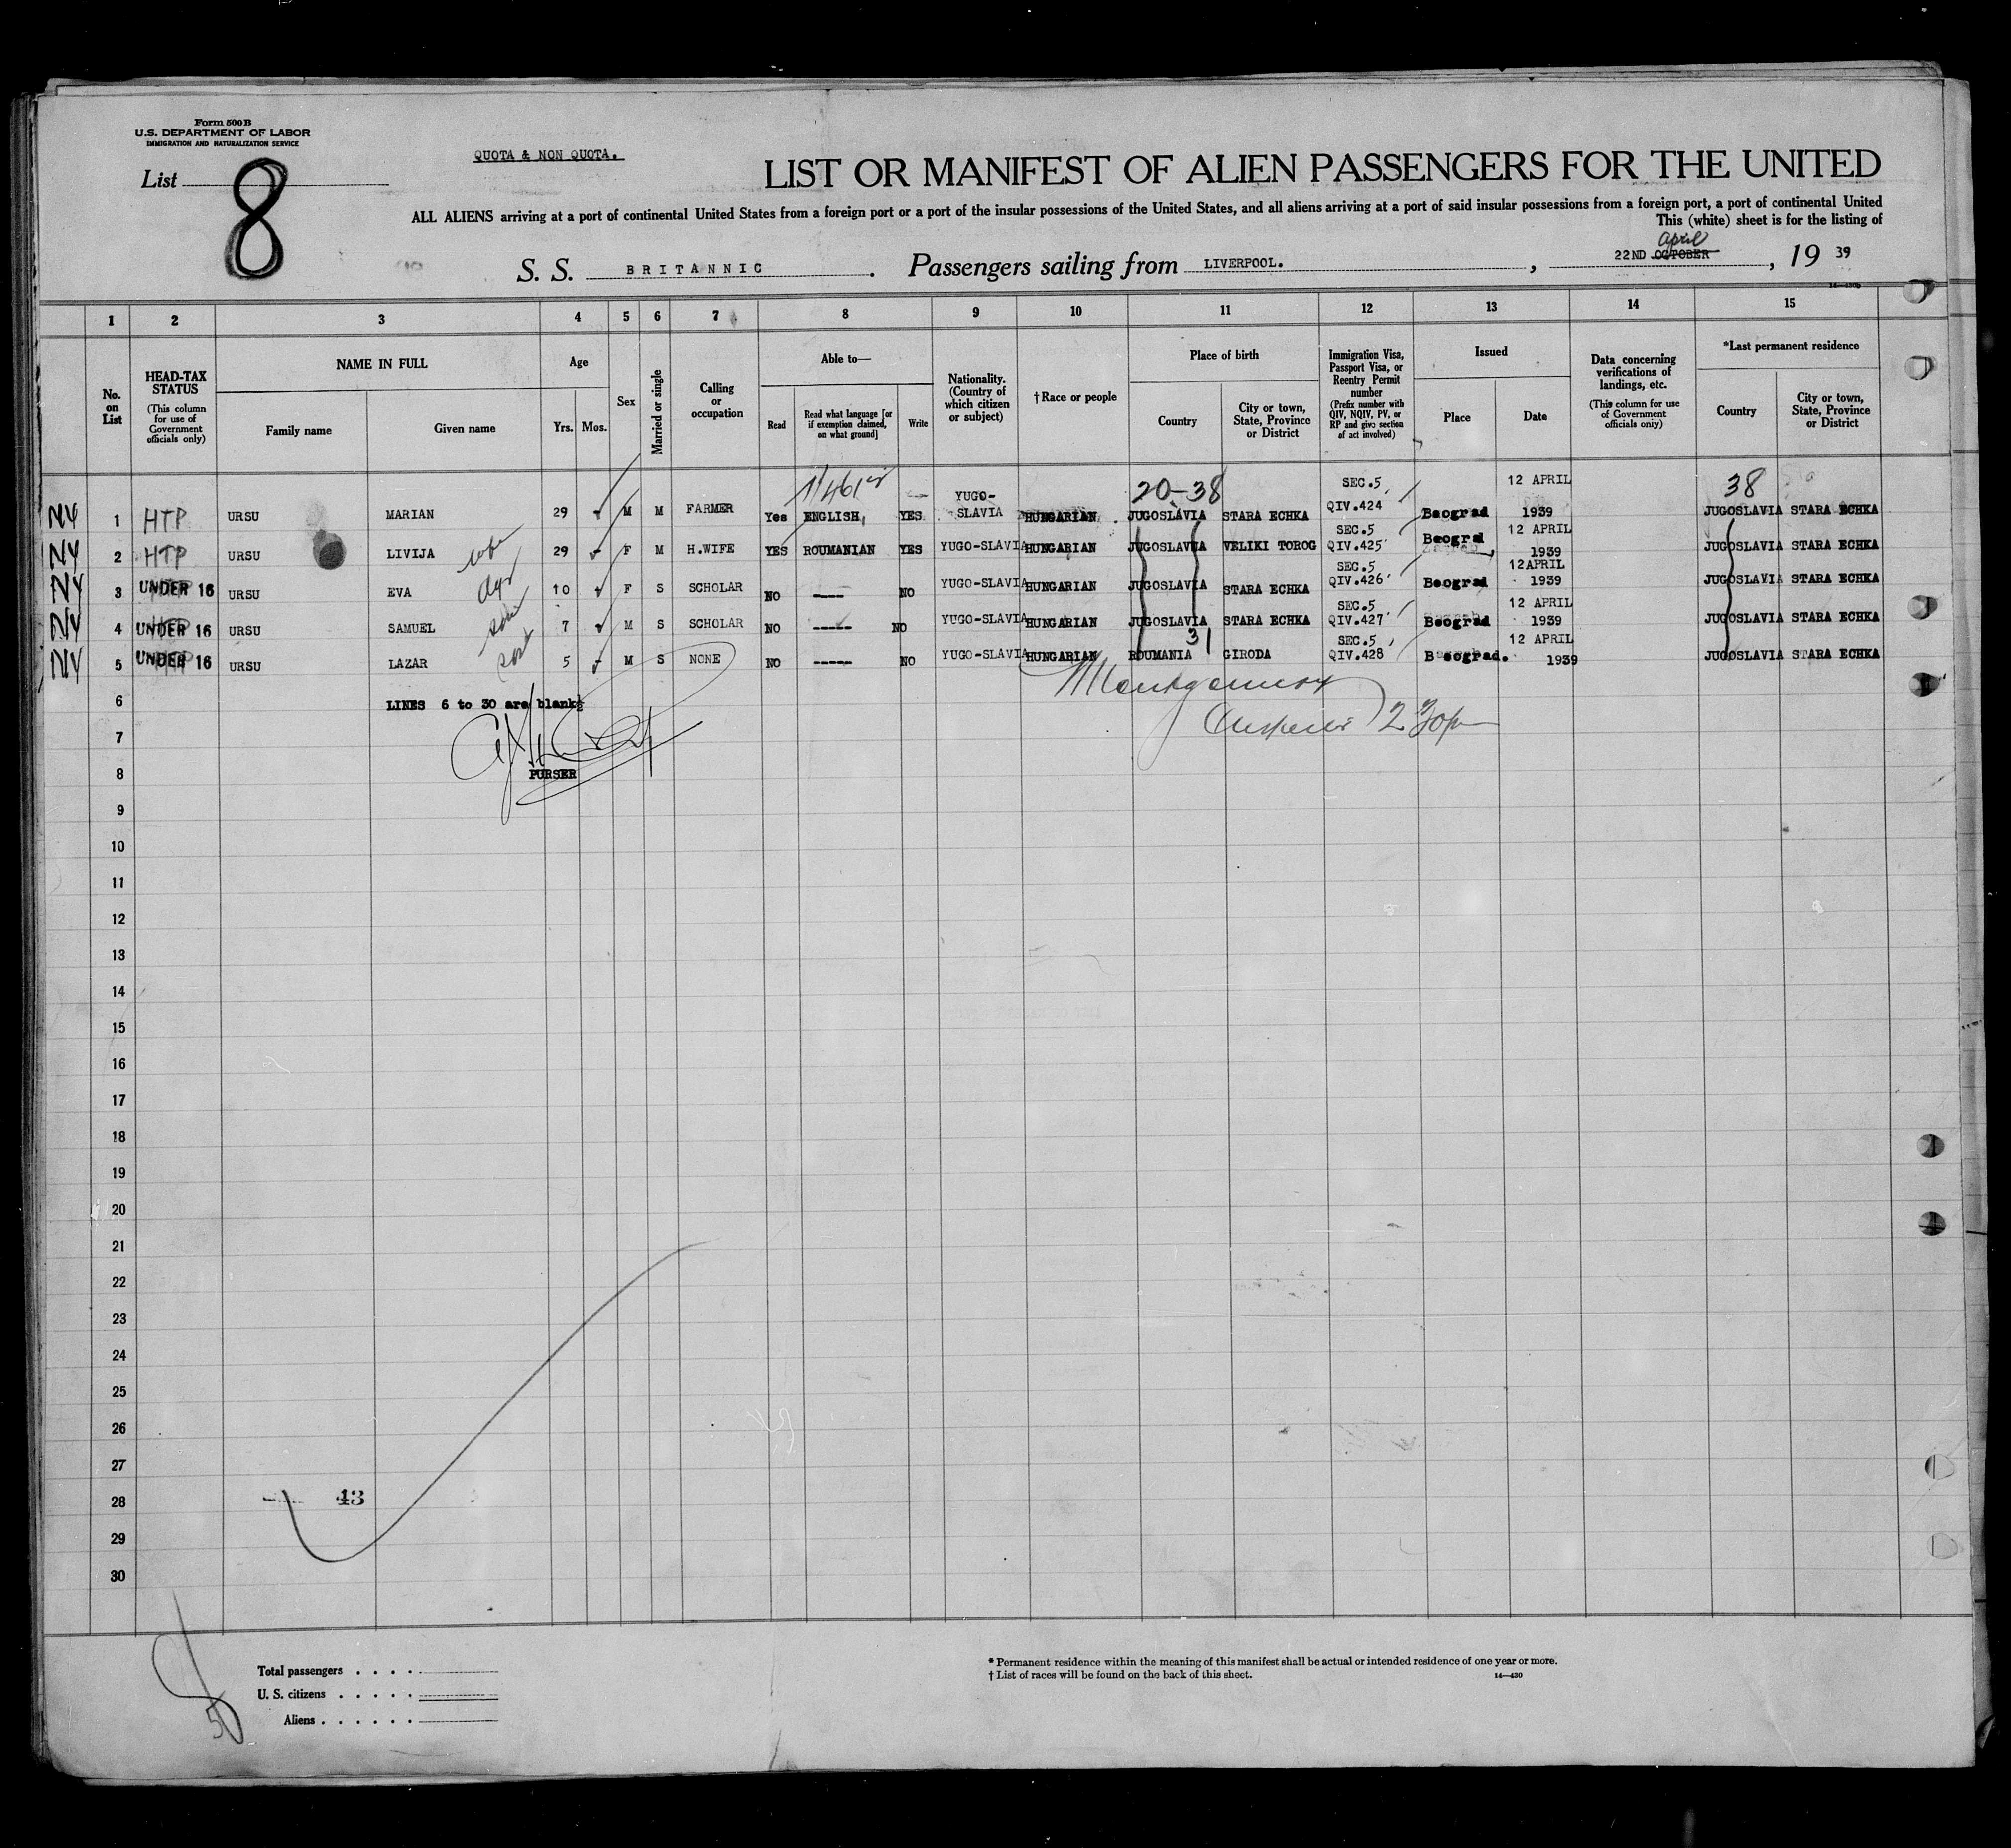 Form 500 B
U.S. DEPARTMENT OF LABOR
IMMIGRATION AND NATURALIZATION SERVICE
List 8
QUOTA & NON QUOTA.
LIST OR MANIFEST OF ALIEN PASSENGERS FOR THE UNITED
ALL ALIENS arriving at a port of continental United States from a foreign port or a port of the insular possessions of the United States, and all aliens arriving at a port of said insular possessions from a foreign port, a port of continental United
This (white) sheet is for the listing of
April
S. S. BRITANNIC. Passengers sailing from LIVERPOOL., 22ND OCTOBER, 19 39
14—430b
1 2 3 4 5 6 7 8 9 10 11 12 13 14 15
No. on List
HEAD-TAX STATUS
(This column for use of Government officials only)
NAME IN FULL
Family name
Given name
Age
Yrs. Mos.
Sex
Married or single
Calling or occupation
Able to—
Read
Read what language [or if exemption claimed, on what ground]
Write
Nationality. (Country of which citizen or subject)
†Race or people
Place of birth
Country
City or town, State, Province or District
Immigration Visa, Passport Visa, or Reentry Permit number
(Prefix number with QIV, NQIV, PV, or RP and give section of act involved)
Issued
Place
Date
Data concerning verifications of landings, etc.
(This column for use of Government officials only)
*Last permanent residence
Country
City or town, State, Province or District
20-38 38
NY 1 HTP URSU MARIAN 29 M M FARMER Yes ENGLISH, YES YUGO-SLAVIA HUNGARIAN JUGOSLAVIA STARA ECHKA SEC.5 QIV.424 Beograd 12 APRIL 1939 JUGOSLAVIA STARA ECHKA
NY 2 HTP URSU LIVIJA wife 29 F M H.WIFE YES ROUMANIAN YES YUGO-SLAVIA HUNGARIAN JUGOSLAVIA VELIKI TOROG SEC.5 QIV.425 Beograd 12 APRIL 1939 JUGOSLAVIA STARA ECHKA
NY 3 UNDER 16 URSU EVA dgr 10 F S SCHOLAR NO ---- NO YUGO-SLAVIA HUNGARIAN JUGOSLAVIA STARA ECHKA SEC.5 QIV.426 Beograd 12APRIL 1939 JUGOSLAVIA STARA ECHKA
NY 4 UNDER 16 URSU SAMUEL son 7 M S SCHOLAR NO ----- NO YUGO-SLAVIA HUNGARIAN JUGOSLAVIA STARA ECHKA SEC.5 QIV.427 Beograd 12 APRIL 1939 JUGOSLAVIA STARA ECHKA
31
NY 5 UNDER 16 URSU LAZAR son 5 M S NONE NO ----- NO YUGO-SLAVIA HUNGARIAN ROUMANIA GIRODA SEC.5 QIV.428 Beograd. 12 APRIL 1939 JUGOSLAVIA STARA ECHKA
Montgomery
6 LINES 6 to 30 are blank
7 2 30 pm
8 PURSER
9
10
11
12
13
14
15
16
17
18
19
20
21
22
23
24
25
26
27
28 43
29
30
Total passengers . . . .
U. S. citizens . . . . .
Aliens . . . . . .
* Permanent residence within the meaning of this manifest shall be actual or intended residence of one year or more.
† List of races will be found on the back of this sheet. 14—430